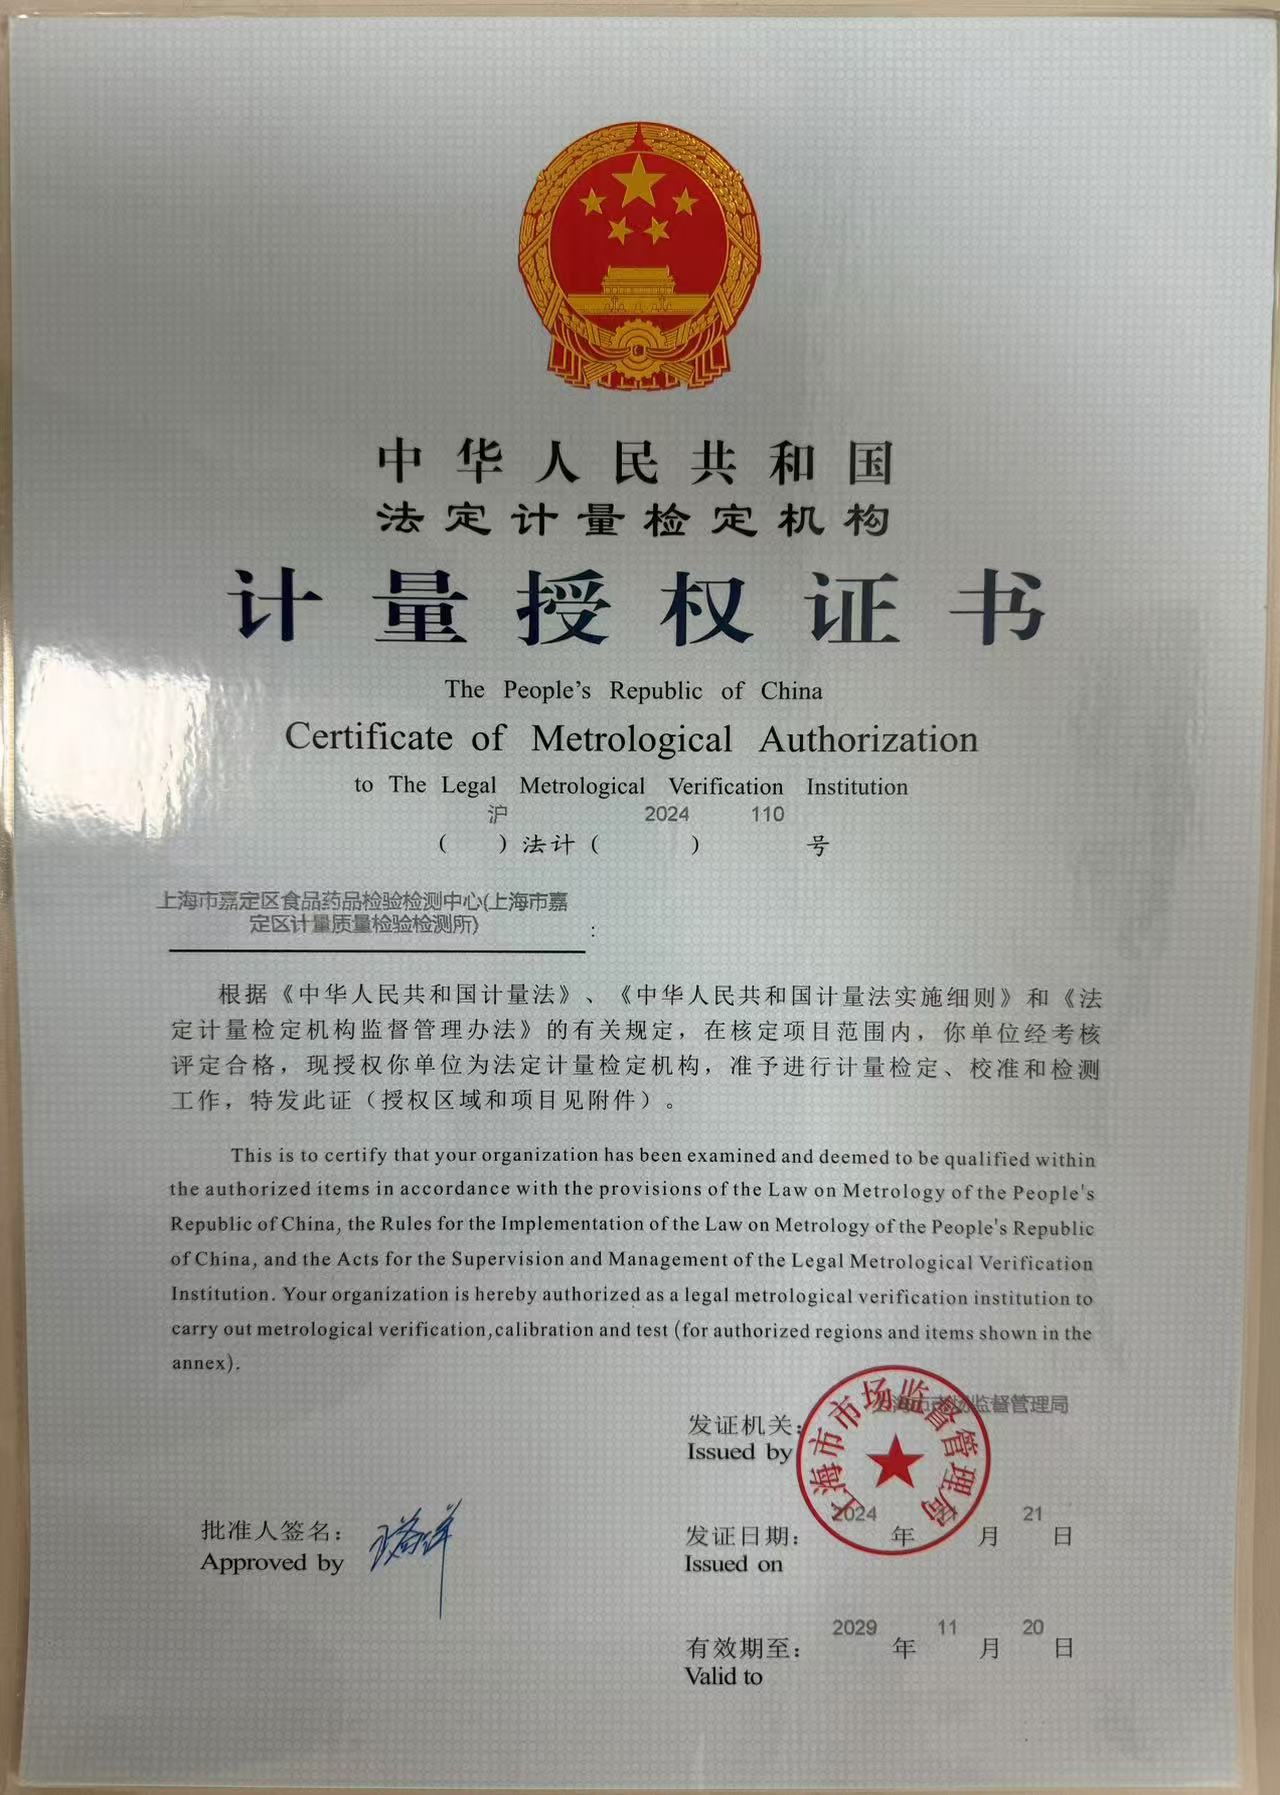 中华人民共和国
法定计量检定机构
计量授权证书
The People's Republic of China
Certificate of Metrological Authorization
to The Legal Metrological Verification Institution
沪 2024 110
( ) 法计 ( ) 号
上海市嘉定区食品药品检验检测中心(上海市嘉
定区计量质量检验检测所)
:
根据《中华人民共和国计量法》、《中华人民共和国计量法实施细则》和《法
定计量检定机构监督管理办法》的有关规定，在核定项目范围内，你单位经考核
评定合格，现授权你单位为法定计量检定机构，准予进行计量检定、校准和检测
工作，特发此证（授权区域和项目见附件）。
This is to certify that your organization has been examined and deemed to be qualified within
the authorized items in accordance with the provisions of the Law on Metrology of the People's
Republic of China, the Rules for the Implementation of the Law on Metrology of the People's Republic
of China, and the Acts for the Supervision and Management of the Legal Metrological Verification
Institution. Your organization is hereby authorized as a legal metrological verification institution to
carry out metrological verification,calibration and test (for authorized regions and items shown in the
annex).
上海市市场监督管理局
发证机关:
Issued by
上海市市场监督管理局
批准人签名:
Approved by
2024 21
发证日期: 年 月 日
Issued on
2029 11 20
有效期至: 年 月 日
Valid to